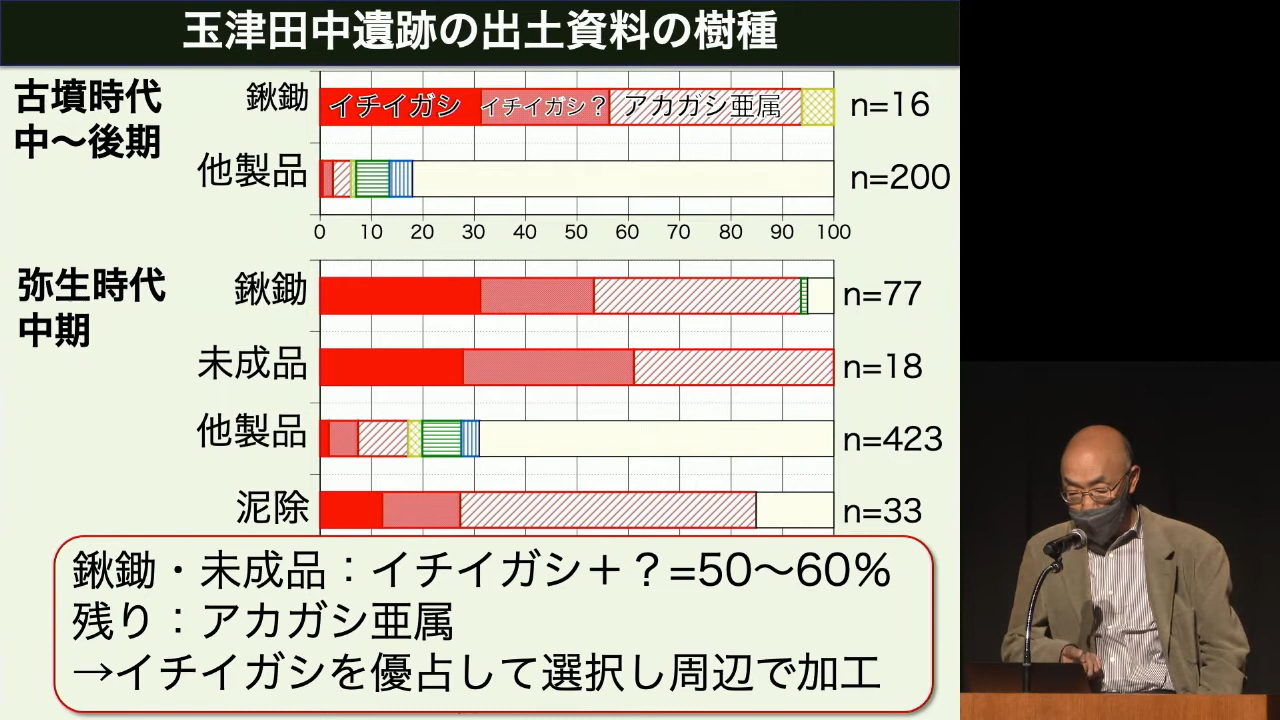 玉津田中遺跡の出土資料の樹種
古墳時代
中〜後期
鍬鋤
イチイガシ
イチイガシ？
アカガシ亜属
n=16
他製品
n=200
0 10 20 30 40 50 60 70 80 90 100
弥生時代
中期
鍬鋤
n=77
未成品
n=18
他製品
n=423
泥除
n=33
鍬鋤・未成品：イチイガシ＋？=50〜60%
残り：アカガシ亜属
→イチイガシを優占して選択し周辺で加工